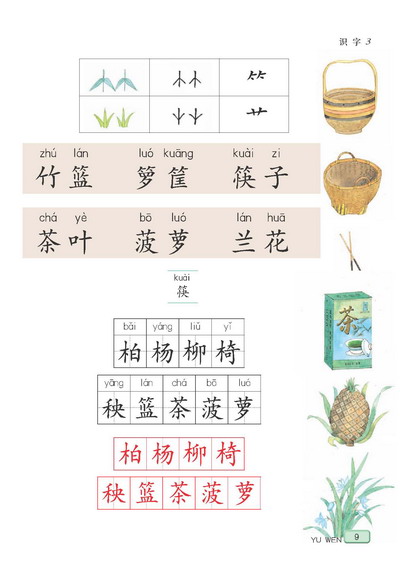 识字3
⺮
艹
zhú lán luó kuāng kuài zi
竹篮 箩筐 筷子
chá yè bō luó lán huā
茶叶 菠萝 兰花
kuài
筷
bǎi yáng liǔ yǐ
柏杨柳椅
yāng lán chá bō luó
秧篮茶菠萝
柏杨柳椅
秧篮茶菠萝
茶
YU WEN 9